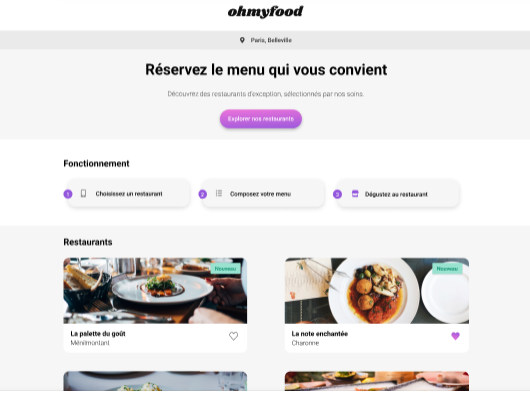 ohmyfood
Paris, Belleville
Réservez le menu qui vous convient
Découvrez des restaurants d'exception, sélectionnés par nos soins.
Explorer nos restaurants
Fonctionnement
1 Choisissez un restaurant
2 Composez votre menu
3 Dégustez au restaurant
Restaurants
Nouveau
Nouveau
La palette du goût
Ménilmontant
La note enchantée
Charonne